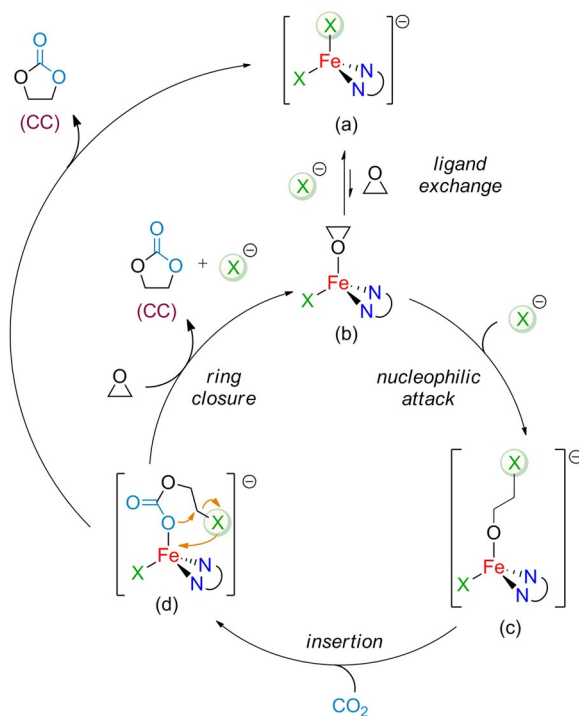 O
O O
(CC)
X ⊖
Fe N
X N
(a)
X ⊖ O
ligand
exchange
O
O O + X ⊖
(CC)
O
Fe N
X N
(b)
X ⊖
O
ring
closure
nucleophilic
attack
⊖
O
O X
O
Fe N
X N
(d)
⊖
X
O
Fe N
X N
(c)
insertion
CO₂